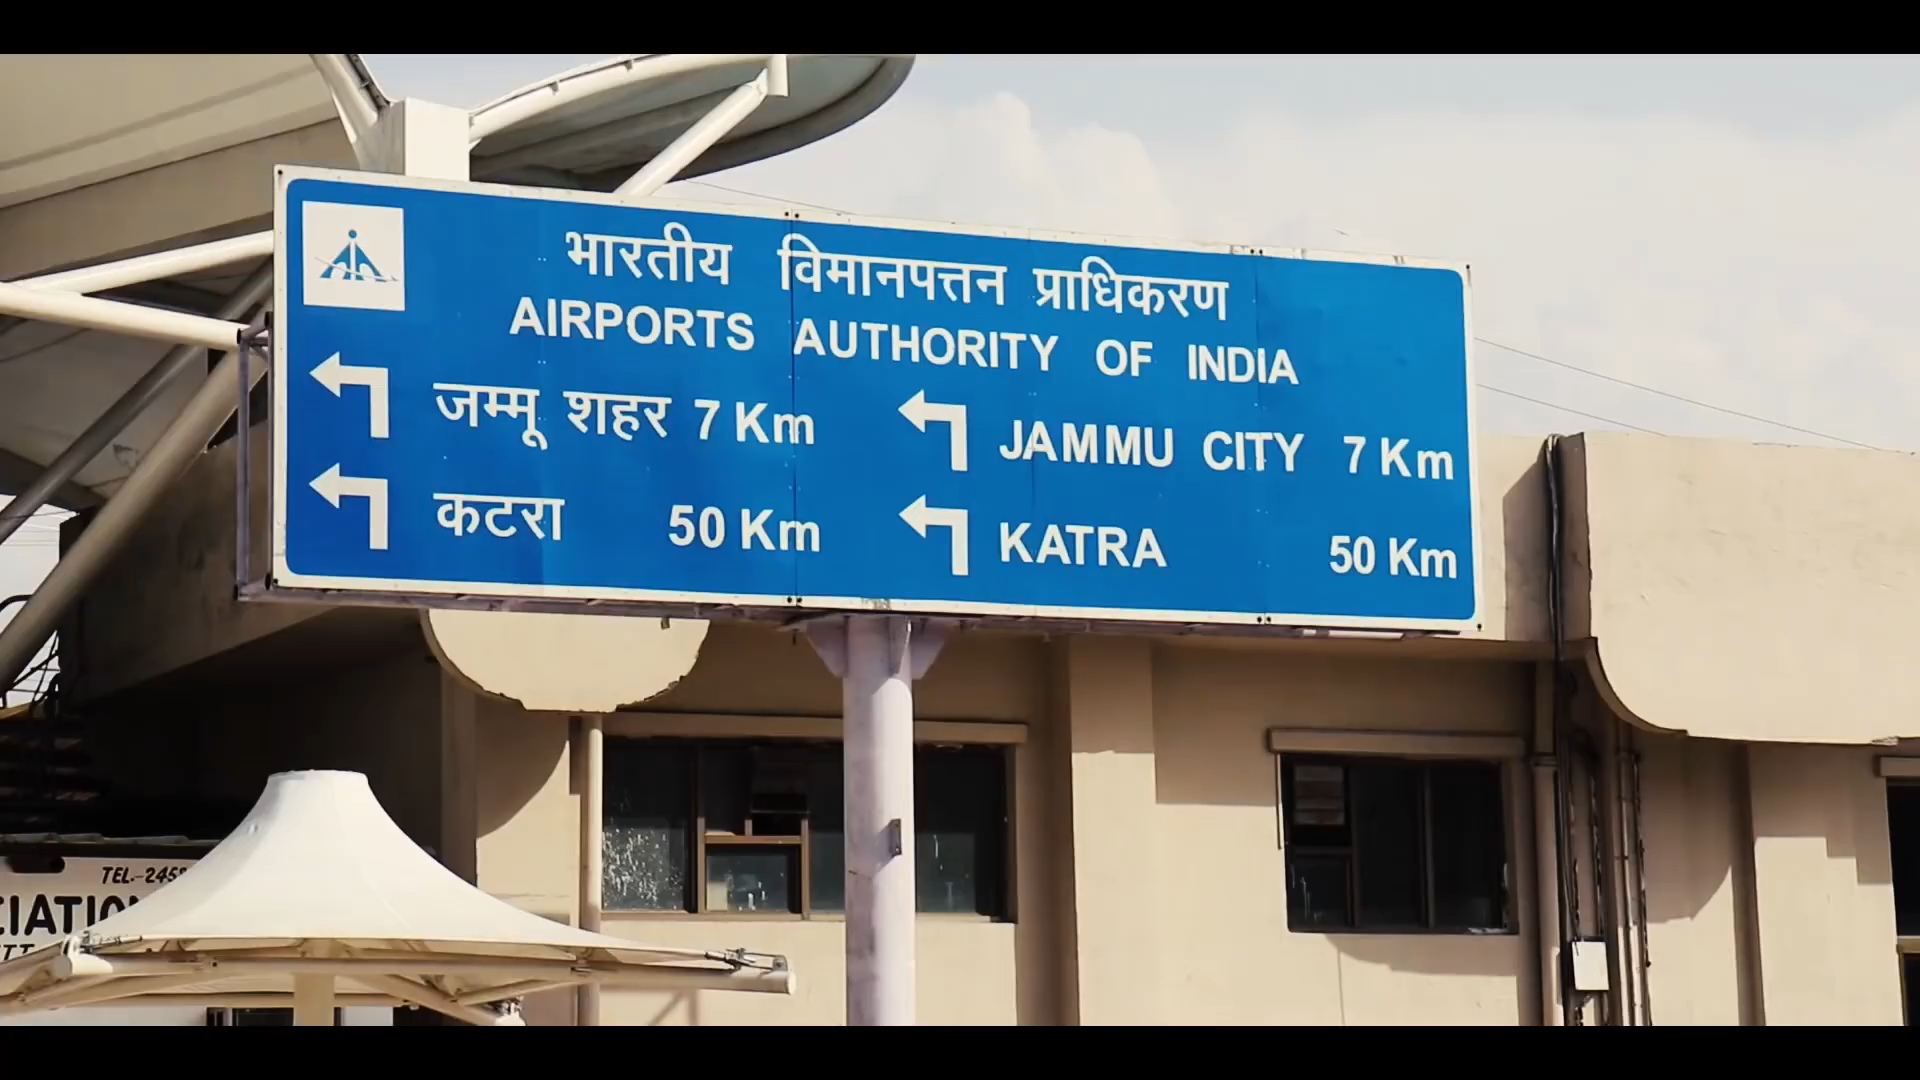 भारतीय विमानपत्तन प्राधिकरण
AIRPORTS AUTHORITY OF INDIA
जम्मू शहर 7 Km
JAMMU CITY 7 Km
कटरा 50 Km
KATRA 50 Km
TEL.-245